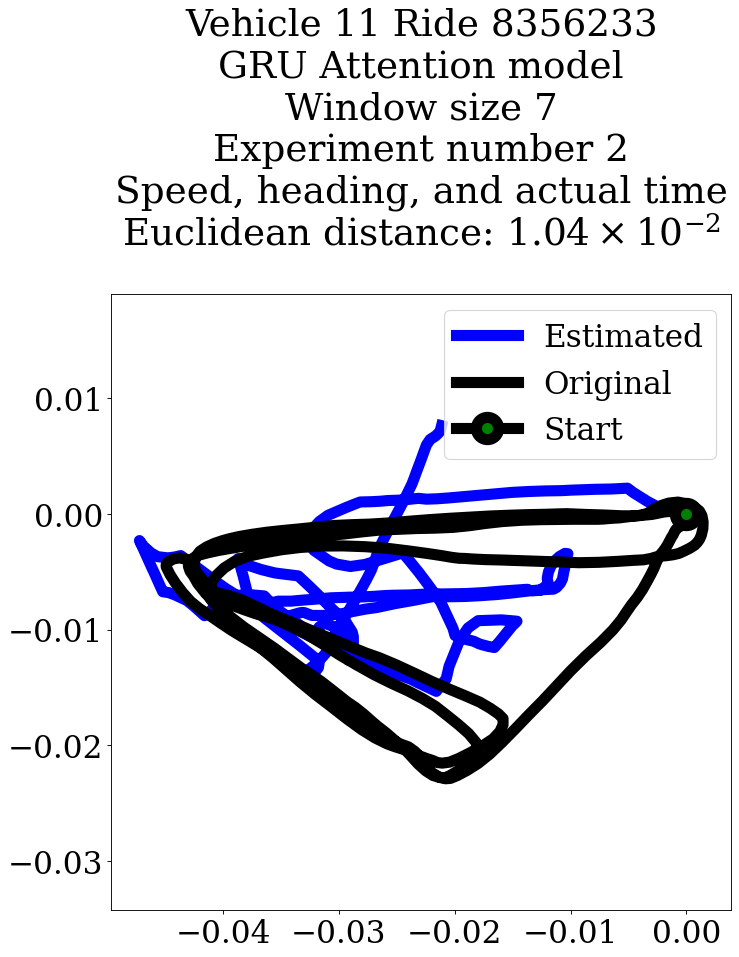 Vehicle 11 Ride 8356233
GRU Attention model
Window size 7
Experiment number 2
Speed, heading, and actual time
Euclidean distance: 1.04 × 10⁻²
Estimated
Original
Start
0.01
0.00
−0.01
−0.02
−0.03
−0.04 −0.03 −0.02 −0.01 0.00